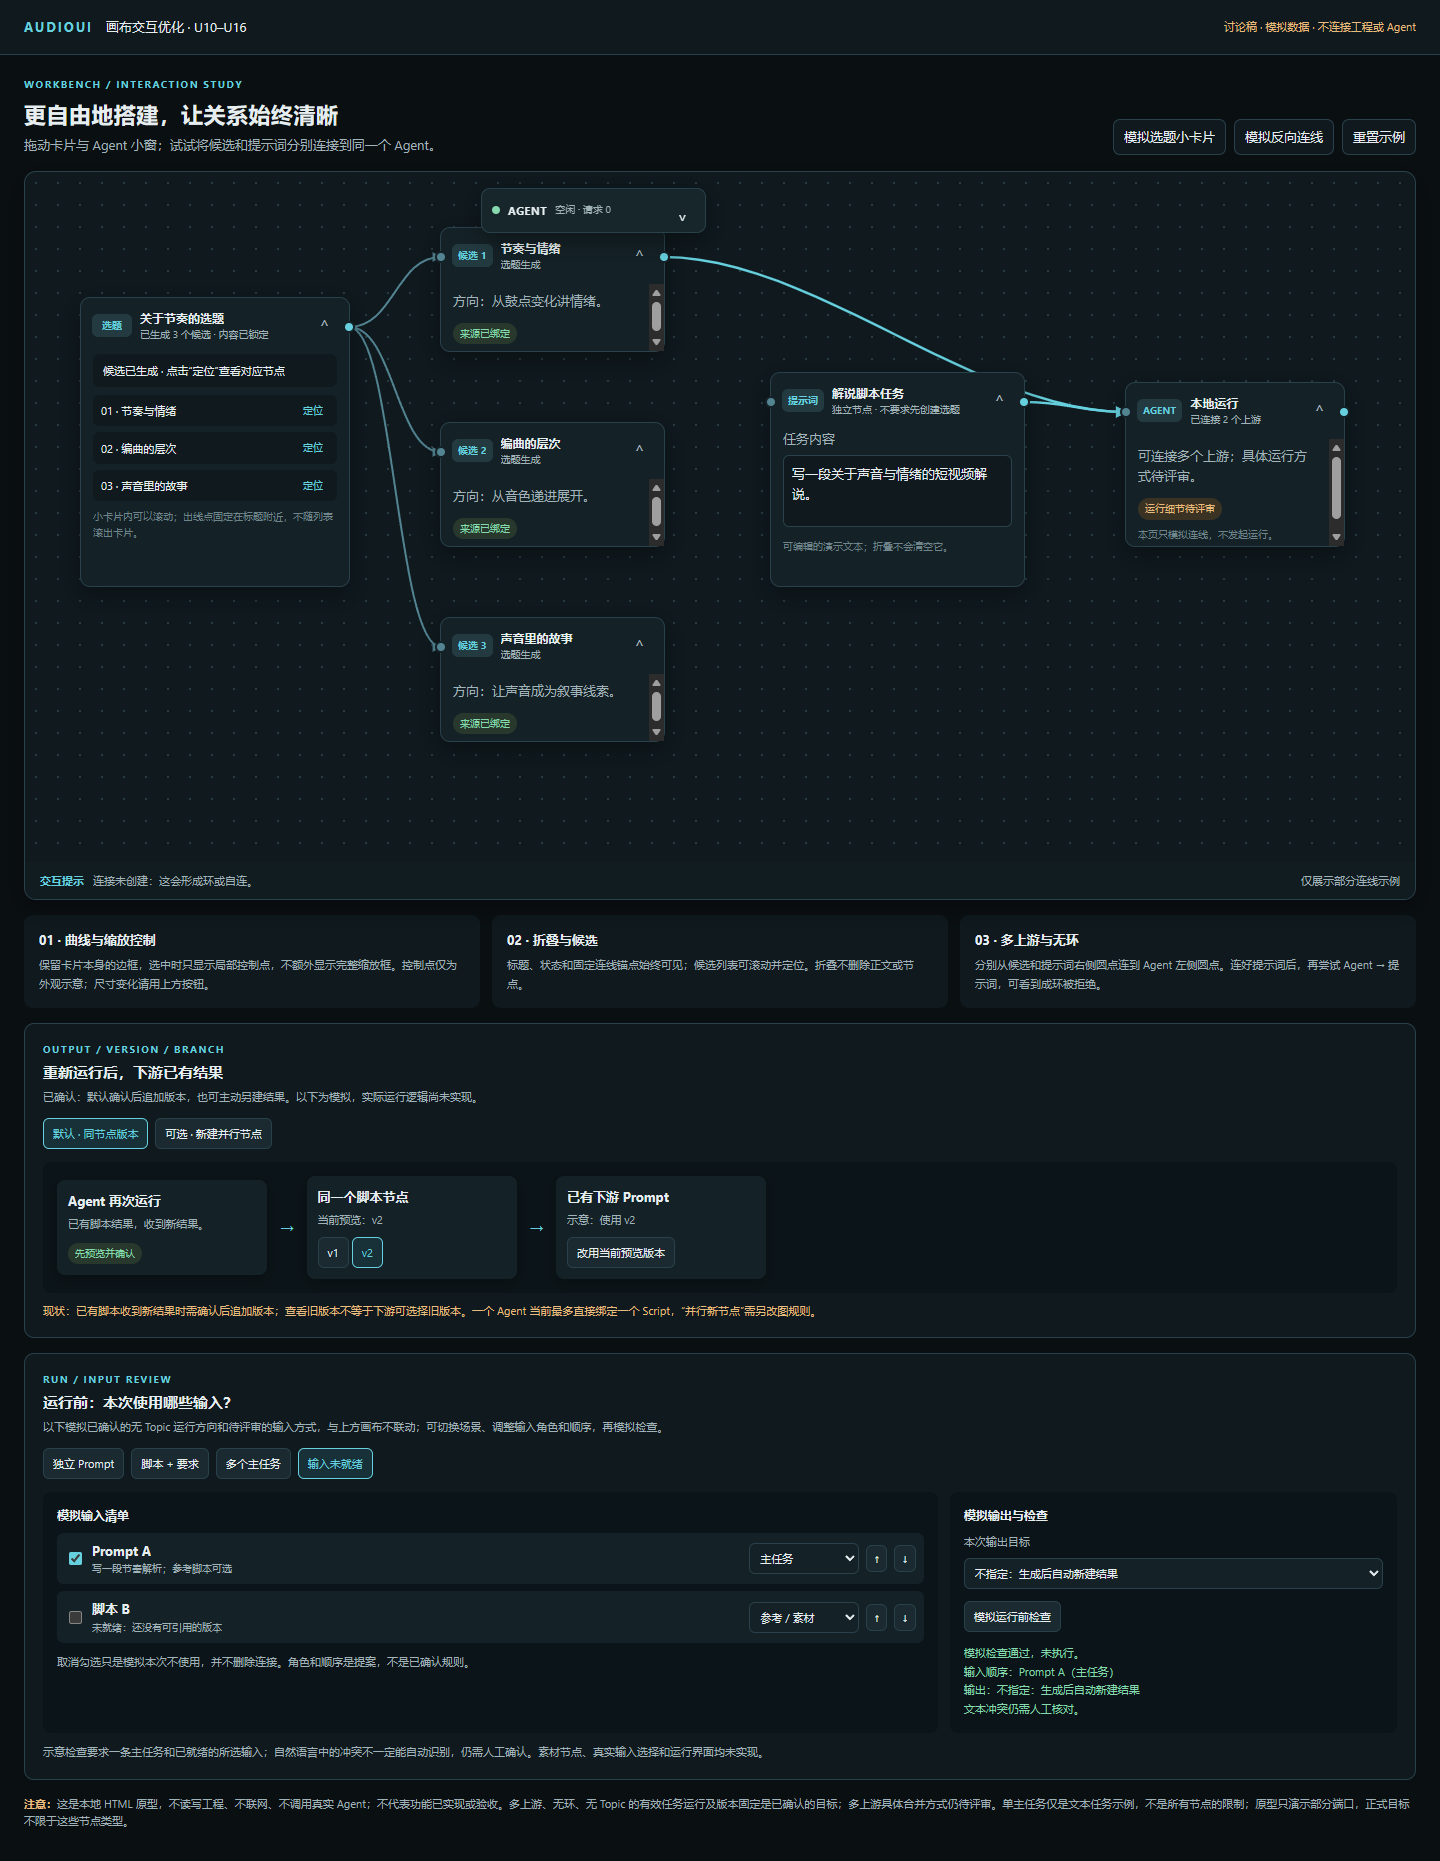 AUDIOUI 画布交互优化 · U10–U16
讨论稿 · 模拟数据 · 不连接工程或 Agent
WORKBENCH / INTERACTION STUDY
更自由地搭建，让关系始终清晰
拖动卡片与 Agent 小窗；试试将候选和提示词分别连接到同一个 Agent。
模拟选题小卡片
模拟反向连线
重置示例
AGENT 空闲 · 请求 0
选题
关于节奏的选题
已生成 3 个候选 · 内容已锁定
候选已生成 · 点击“定位”查看对应节点
01 · 节奏与情绪 定位
02 · 编曲的层次 定位
03 · 声音里的故事 定位
小卡片内可以滚动；出线点固定在标题附近，不随列表
滚出卡片。
候选 1
节奏与情绪
选题生成
方向：从鼓点变化讲情绪。
来源已绑定
候选 2
编曲的层次
选题生成
方向：从音色递进展开。
来源已绑定
候选 3
声音里的故事
选题生成
方向：让声音成为叙事线索。
来源已绑定
提示词
解说脚本任务
独立节点 · 不要求先创建选题
任务内容
写一段关于声音与情绪的短视频解
说。
可编辑的演示文本；折叠不会清空它。
AGENT
本地运行
已连接 2 个上游
可连接多个上游；具体运行方
式待评审。
运行细节待评审
本页只模拟连线，不发起运行。
交互提示 连接未创建：这会形成环或自连。
仅展示部分连线示例
01 · 曲线与缩放控制
保留卡片本身的边框，选中时只显示局部控制点，不额外显示完整缩放框。控制点仅为
外观示意；尺寸变化请用上方按钮。
02 · 折叠与候选
标题、状态和固定连线锚点始终可见；候选列表可滚动并定位。折叠不删除正文或节
点。
03 · 多上游与无环
分别从候选和提示词右侧圆点连到 Agent 左侧圆点。连好提示词后，再尝试 Agent → 提
示词，可看到成环被拒绝。
OUTPUT / VERSION / BRANCH
重新运行后，下游已有结果
已确认：默认确认后追加版本，也可主动另建结果。以下为模拟，实际运行逻辑尚未实现。
默认 · 同节点版本
可选 · 新建并行节点
Agent 再次运行
已有脚本结果，收到新结果。
先预览并确认
→
同一个脚本节点
当前预览：v2
v1 v2
→
已有下游 Prompt
示意：使用 v2
改用当前预览版本
现状：已有脚本收到新结果时需确认后追加版本；查看旧版本不等于下游可选择旧版本。一个 Agent 当前最多直接绑定一个 Script，“并行新节点”需另改图规则。
RUN / INPUT REVIEW
运行前：本次使用哪些输入？
以下模拟已确认的无 Topic 运行方向和待评审的输入方式，与上方画布不联动；可切换场景、调整输入角色和顺序，再模拟检查。
独立 Prompt
脚本 + 要求
多个主任务
输入未就绪
模拟输入清单
Prompt A
写一段节奏解析；参考脚本可选
主任务 ↑ ↓
脚本 B
未就绪：还没有可引用的版本
参考 / 素材 ↑ ↓
取消勾选只是模拟本次不使用，并不删除连接。角色和顺序是提案，不是已确认规则。
模拟输出与检查
本次输出目标
不指定：生成后自动新建结果
模拟运行前检查
模拟检查通过，未执行。
输入顺序：Prompt A（主任务）
输出：不指定：生成后自动新建结果
文本冲突仍需人工核对。
示意检查要求一条主任务和已就绪的所选输入；自然语言中的冲突不一定能自动识别，仍需人工确认。素材节点、真实输入选择和运行界面均未实现。
注意：这是本地 HTML 原型，不读写工程、不联网、不调用真实 Agent；不代表功能已实现或验收。多上游、无环、无 Topic 的有效任务运行及版本固定是已确认的目标；多上游具体合并方式仍待评审。单主任务仅是文本任务示例，不是所有节点的限制；原型只演示部分端口，正式目标
不限于这些节点类型。